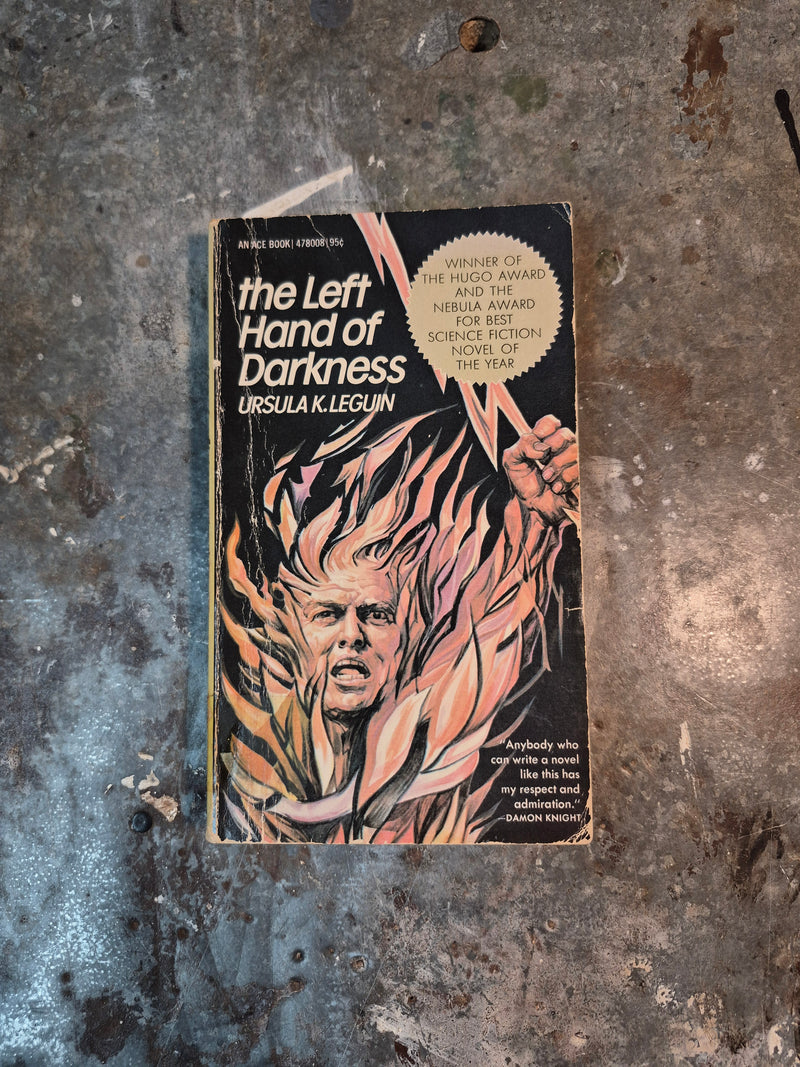 AN ACE BOOK | 478008 | 95¢
the Left
Hand of
Darkness
URSULA K. LEGUIN
WINNER OF
THE HUGO AWARD
AND THE
NEBULA AWARD
FOR BEST
SCIENCE FICTION
NOVEL OF
THE YEAR
"Anybody who
can write a novel
like this has
my respect and
admiration."
—DAMON KNIGHT